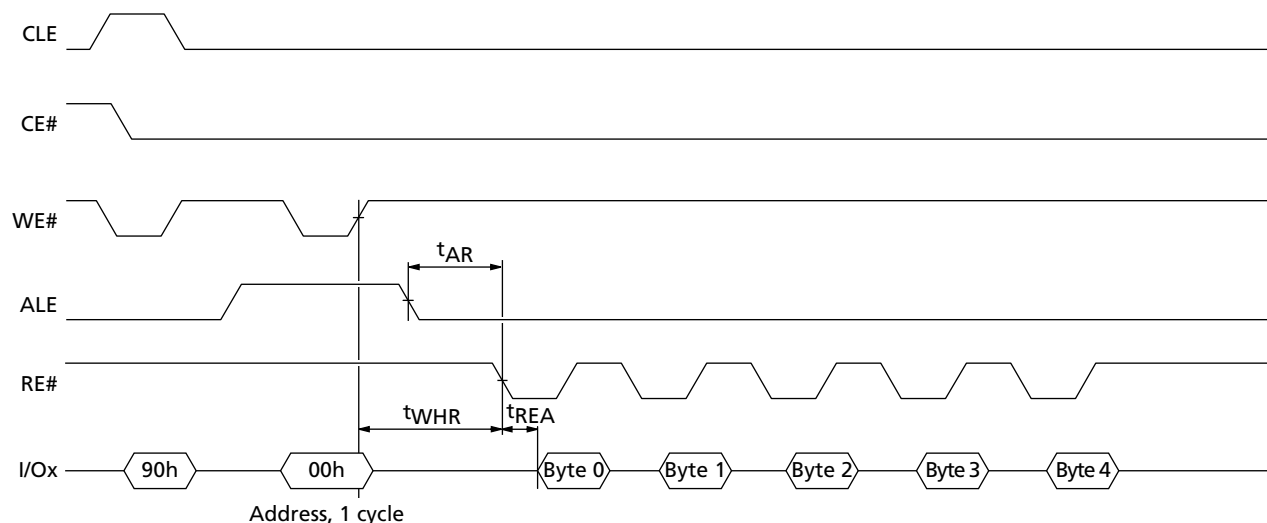 CLE
CE#
WE#
tAR
ALE
RE#
tWHR tREA
I/Ox 90h 00h Byte 0 Byte 1 Byte 2 Byte 3 Byte 4
Address, 1 cycle